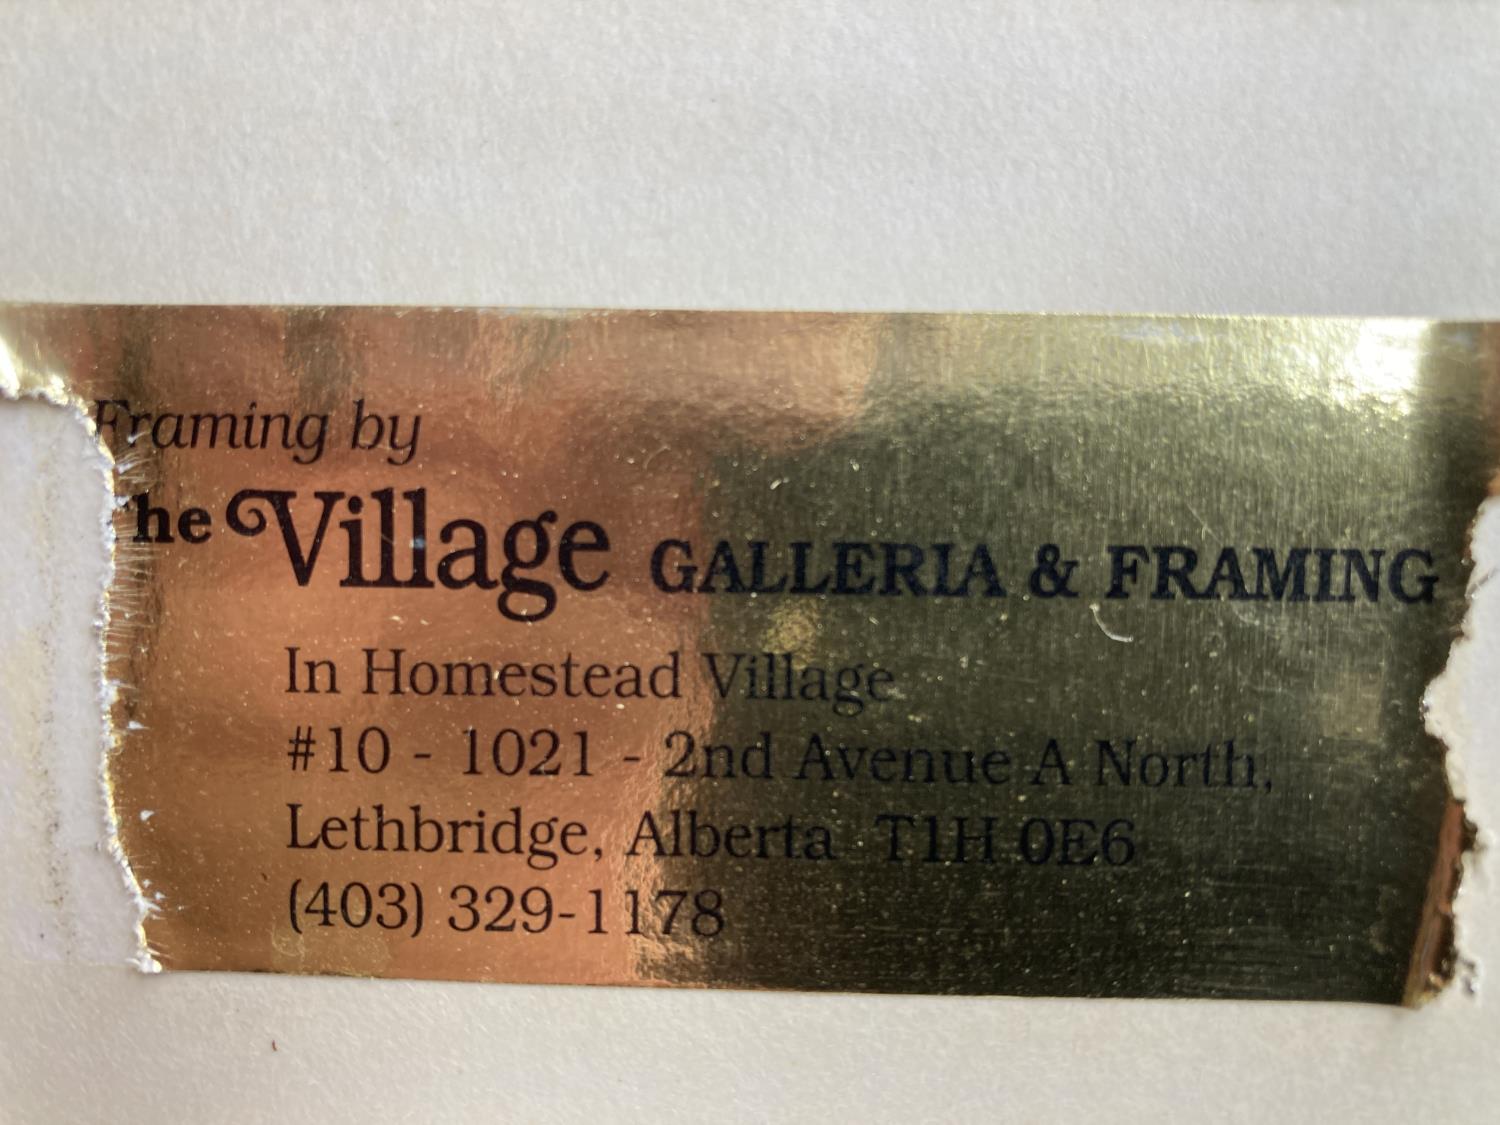 Framing by
The Village GALLERIA & FRAMING
In Homestead Village
#10 - 1021 - 2nd Avenue A North,
Lethbridge, Alberta T1H 0E6
(403) 329-1178